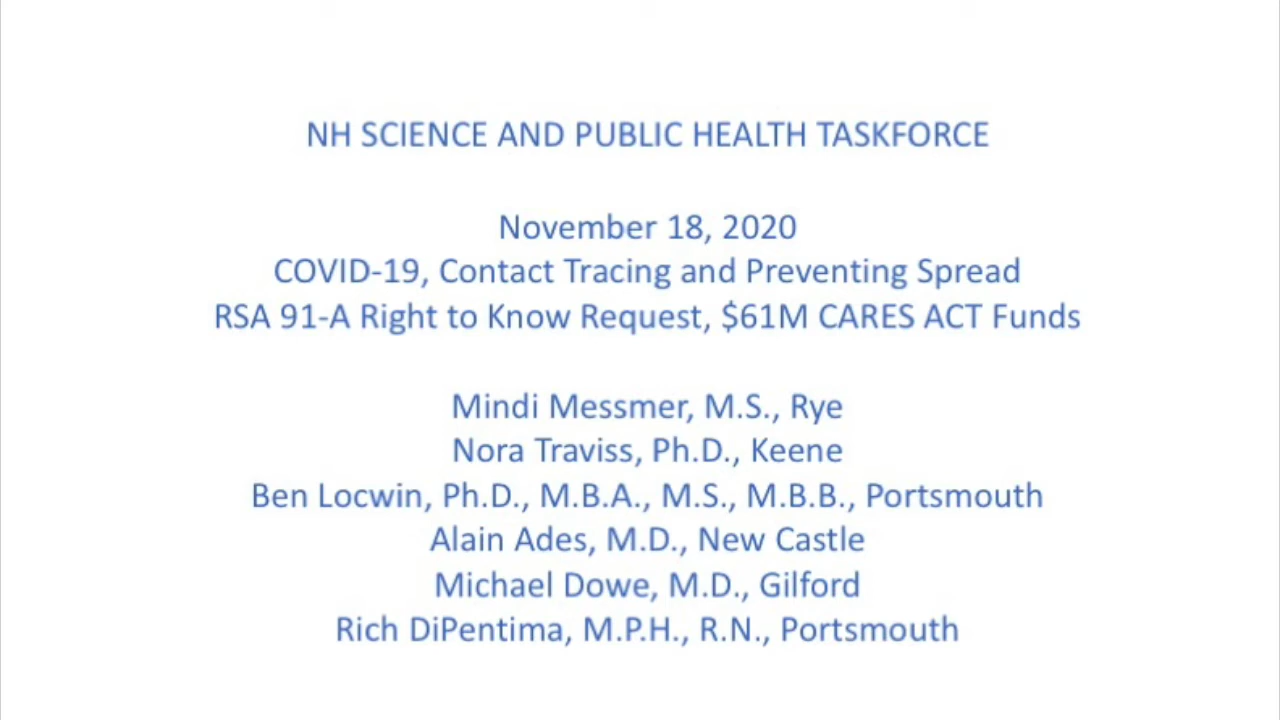 NH SCIENCE AND PUBLIC HEALTH TASKFORCE
November 18, 2020
COVID-19, Contact Tracing and Preventing Spread
RSA 91-A Right to Know Request, $61M CARES ACT Funds
Mindi Messmer, M.S., Rye
Nora Traviss, Ph.D., Keene
Ben Locwin, Ph.D., M.B.A., M.S., M.B.B., Portsmouth
Alain Ades, M.D., New Castle
Michael Dowe, M.D., Gilford
Rich DiPentima, M.P.H., R.N., Portsmouth